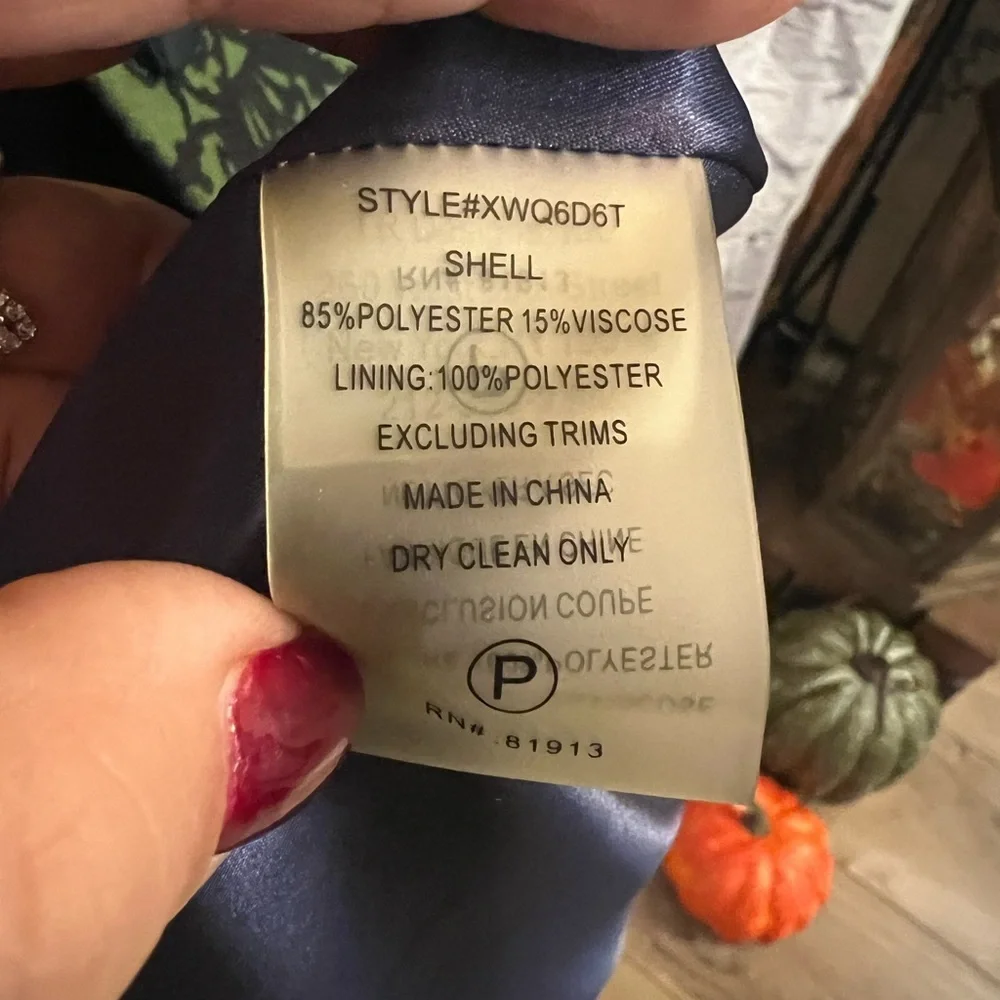 STYLE#XWQ6D6T
SHELL
85%POLYESTER 15%VISCOSE
LINING:100%POLYESTER
EXCLUDING TRIMS
MADE IN CHINA
DRY CLEAN ONLY
P
RN#.81913